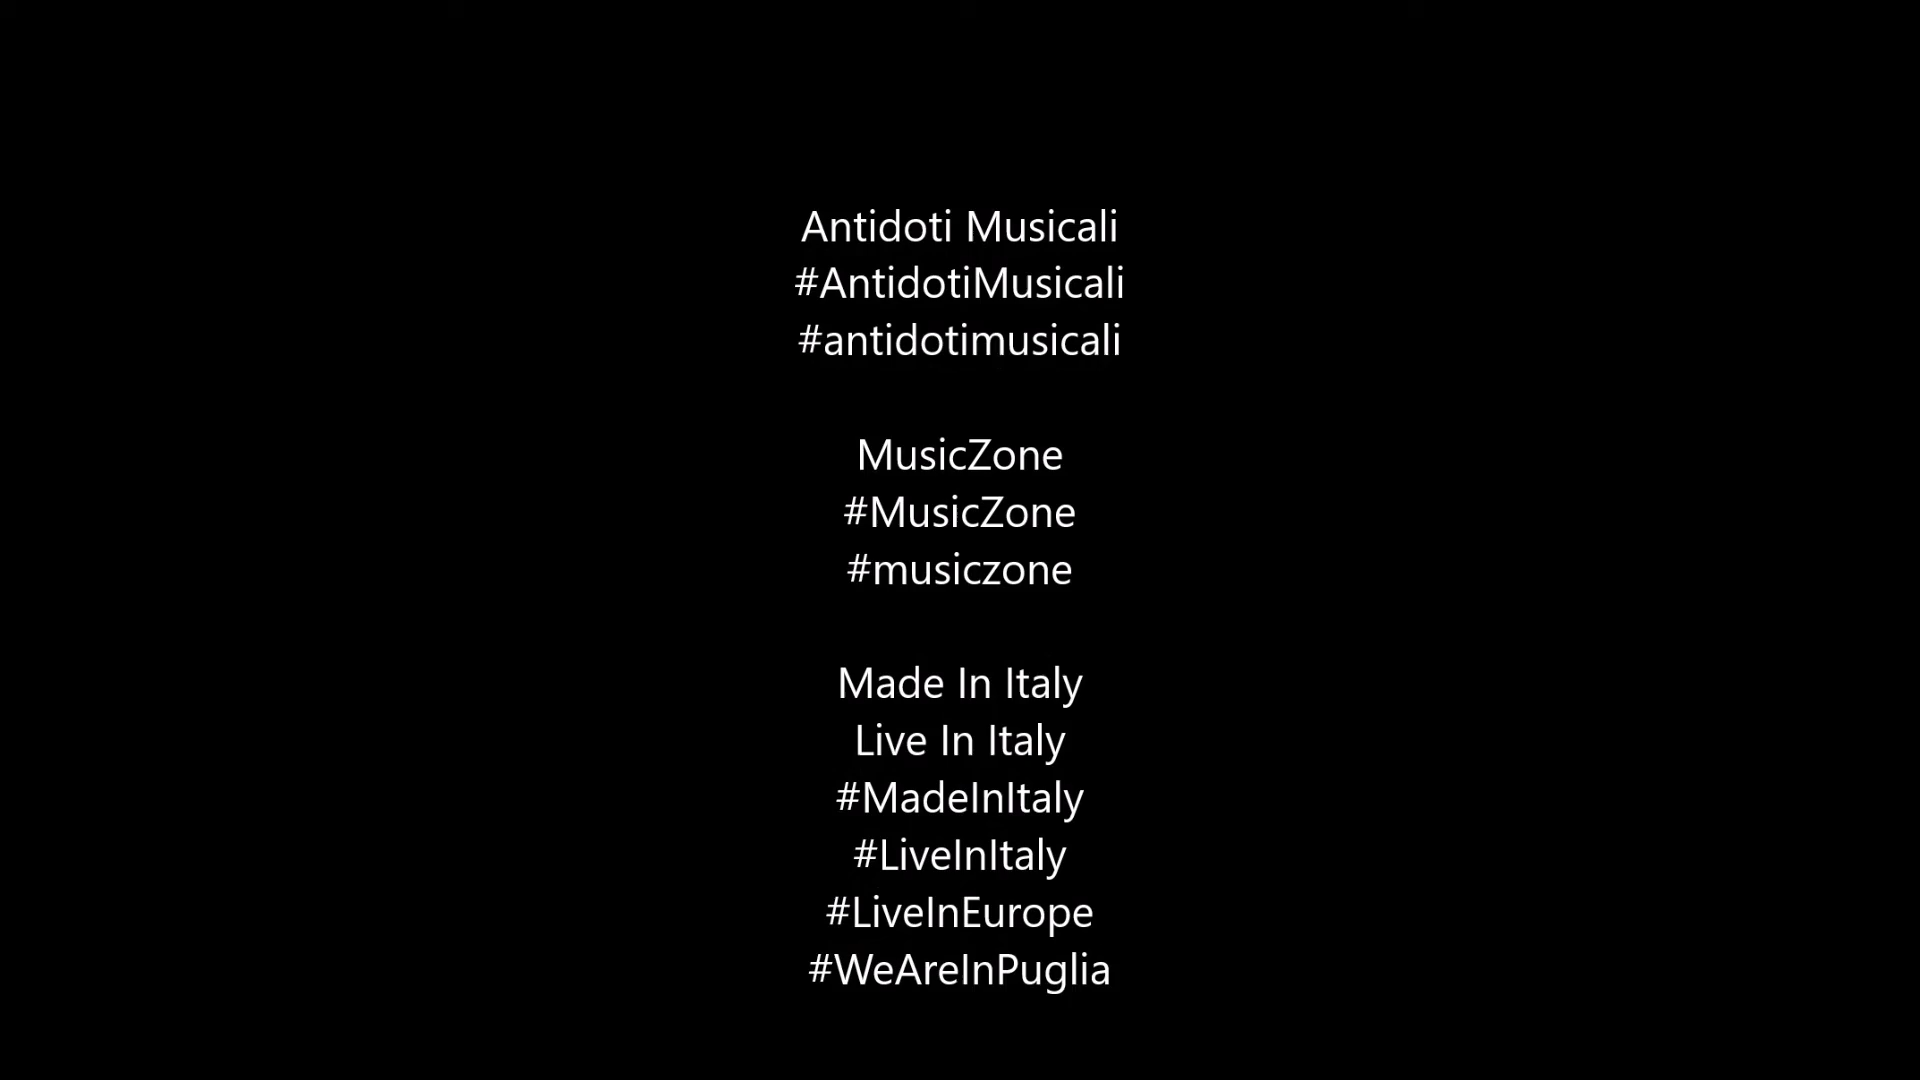 Antidoti Musicali
#AntidotiMusicali
#antidotimusicali
MusicZone
#MusicZone
#musiczone
Made In Italy
Live In Italy
#MadeInItaly
#LiveInItaly
#LiveInEurope
#WeAreInPuglia